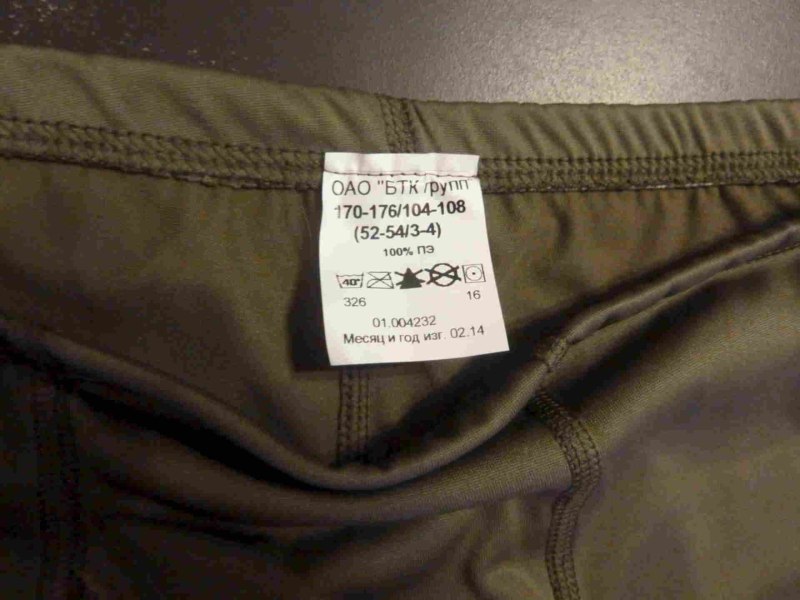 ОАО "БТК групп
170-176/104-108
(52-54/3-4)
100% ПЭ
40°
326 16
01.004232
Месяц и год изг. 02.14